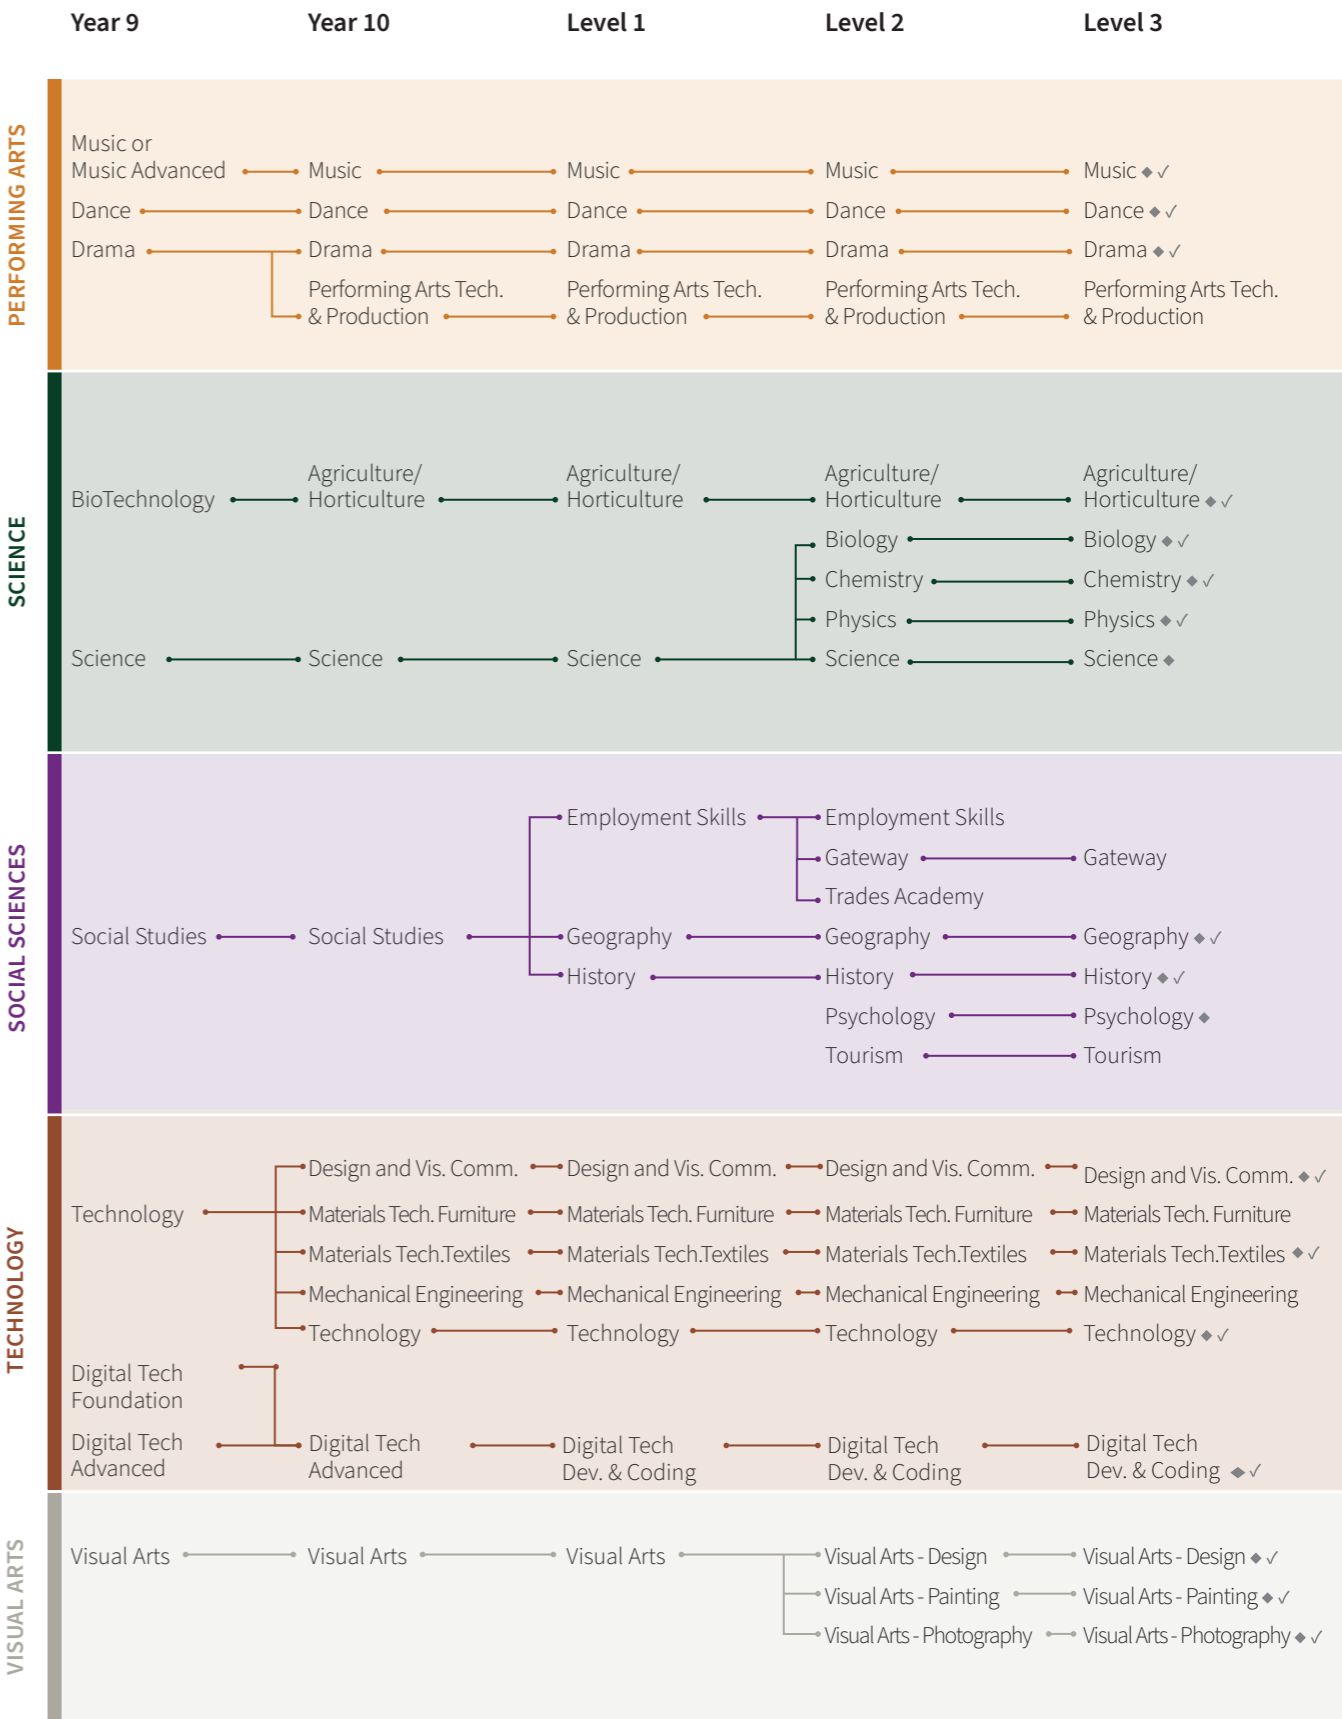 Year 9 Year 10 Level 1 Level 2 Level 3
PERFORMING ARTS
Music or
Music Advanced Music Music Music Music ◆ ✓
Dance Dance Dance Dance Dance ◆ ✓
Drama Drama Drama Drama Drama ◆ ✓
Performing Arts Tech. Performing Arts Tech. Performing Arts Tech. Performing Arts Tech.
& Production & Production & Production & Production
SCIENCE
Agriculture/ Agriculture/ Agriculture/ Agriculture/
BioTechnology Horticulture Horticulture Horticulture Horticulture ◆ ✓
Biology Biology ◆ ✓
Chemistry Chemistry ◆ ✓
Physics Physics ◆ ✓
Science Science Science Science Science ◆
SOCIAL SCIENCES
Employment Skills Employment Skills
Gateway Gateway
Trades Academy
Social Studies Social Studies Geography Geography Geography ◆ ✓
History History History ◆ ✓
Psychology Psychology ◆
Tourism Tourism
TECHNOLOGY
Design and Vis. Comm. Design and Vis. Comm. Design and Vis. Comm. Design and Vis. Comm. ◆ ✓
Technology Materials Tech. Furniture Materials Tech. Furniture Materials Tech. Furniture Materials Tech. Furniture
Materials Tech.Textiles Materials Tech.Textiles Materials Tech.Textiles Materials Tech.Textiles ◆ ✓
Mechanical Engineering Mechanical Engineering Mechanical Engineering Mechanical Engineering
Technology Technology Technology Technology ◆ ✓
Digital Tech
Foundation
Digital Tech Digital Tech Digital Tech Digital Tech Digital Tech
Advanced Advanced Dev. & Coding Dev. & Coding Dev. & Coding ◆ ✓
VISUAL ARTS
Visual Arts Visual Arts Visual Arts Visual Arts - Design Visual Arts - Design ◆ ✓
Visual Arts - Painting Visual Arts - Painting ◆ ✓
Visual Arts - Photography Visual Arts - Photography ◆ ✓